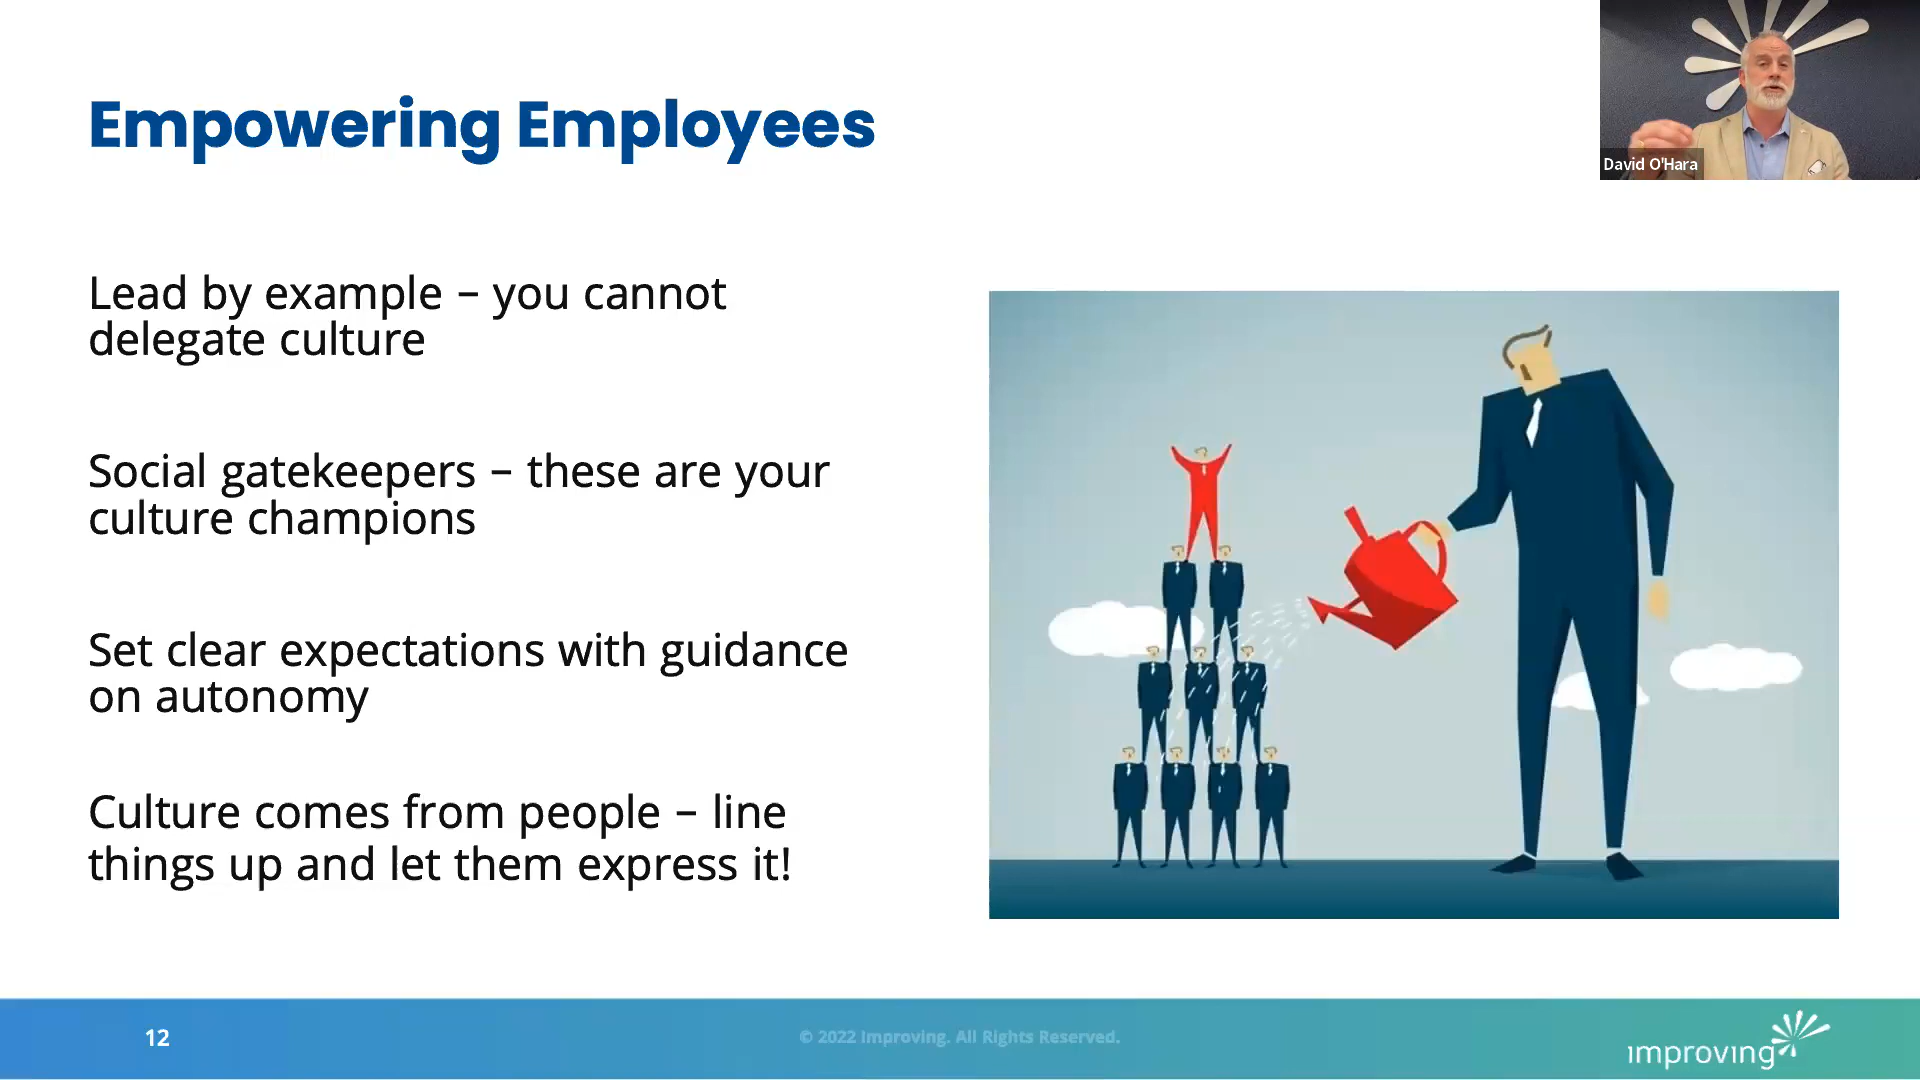 Empowering Employees
David O'Hara
Lead by example – you cannot
delegate culture
Social gatekeepers – these are your
culture champions
Set clear expectations with guidance
on autonomy
Culture comes from people – line
things up and let them express it!
12
© 2022 Improving. All Rights Reserved.
improving